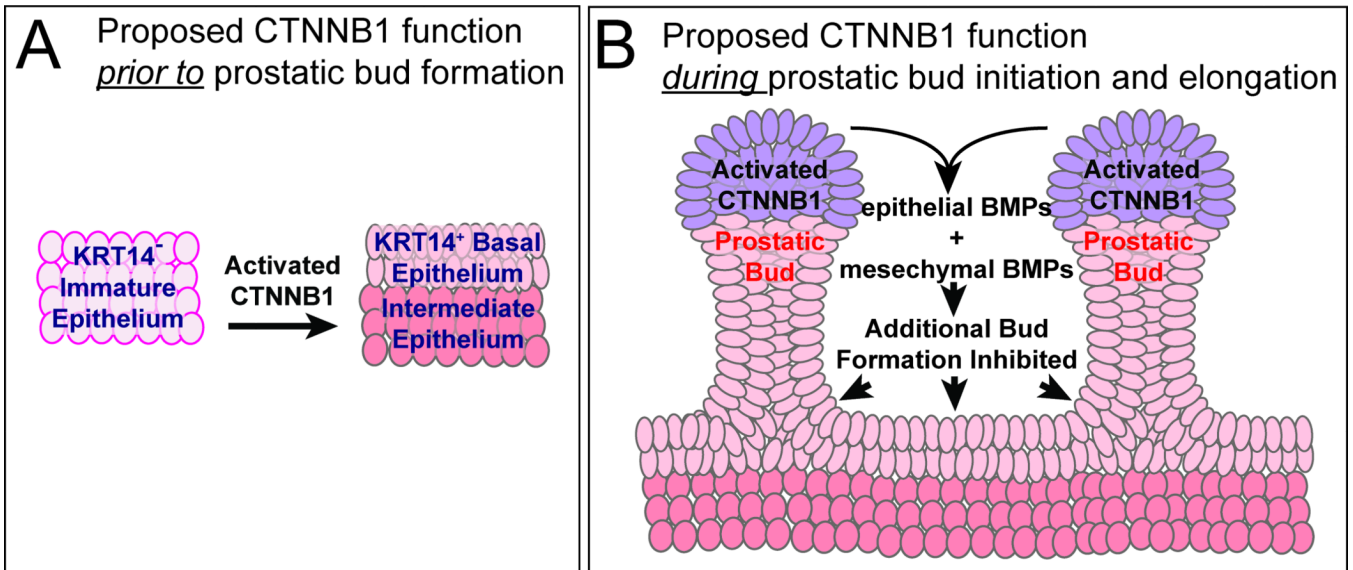 A
Proposed CTNNB1 function
prior to prostatic bud formation
KRT14⁻
Immature
Epithelium
Activated
CTNNB1
KRT14⁺ Basal
Epithelium
Intermediate
Epithelium
B
Proposed CTNNB1 function
during prostatic bud initiation and elongation
Activated
CTNNB1
Prostatic
Bud
epithelial BMPs
+
mesechymal BMPs
Additional Bud
Formation Inhibited
Activated
CTNNB1
Prostatic
Bud